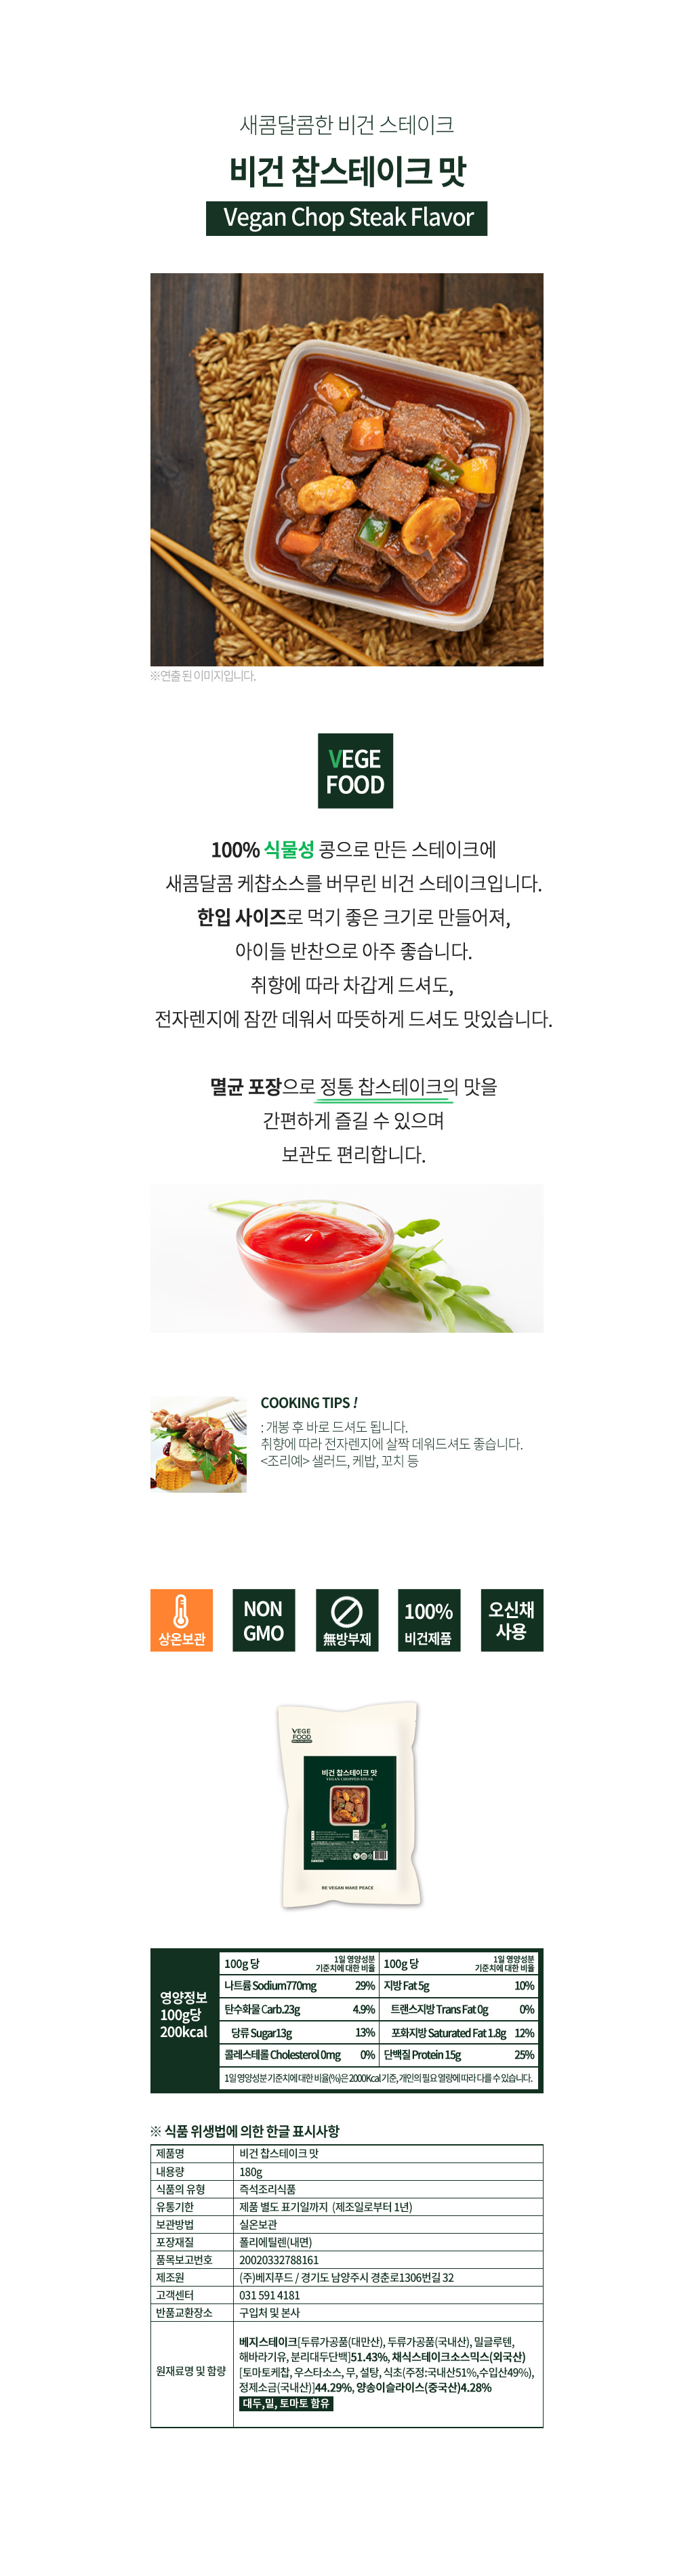 새콤달콤한 비건 스테이크
비건 찹스테이크 맛
Vegan Chop Steak Flavor
※연출 된 이미지입니다.
VEGE
FOOD
100% 식물성 콩으로 만든 스테이크에
새콤달콤 케챱소스를 버무린 비건 스테이크입니다.
한입 사이즈로 먹기 좋은 크기로 만들어져,
아이들 반찬으로 아주 좋습니다.
취향에 따라 차갑게 드셔도,
전자렌지에 잠깐 데워서 따뜻하게 드셔도 맛있습니다.
멸균 포장으로 정통 찹스테이크의 맛을
간편하게 즐길 수 있으며
보관도 편리합니다.
COOKING TIPS !
: 개봉 후 바로 드셔도 됩니다.
취향에 따라 전자렌지에 살짝 데워드셔도 좋습니다.
<조리예> 샐러드, 케밥, 꼬치 등
상온보관
NON
GMO
無방부제
100%
비건제품
오신채
사용
VEGE
FOOD
비건 찹스테이크 맛
VEGAN CHOPPED STEAK
BE VEGAN MAKE PEACE
영양정보
100g당
200kcal
100g 당 1일 영양성분 기준치에 대한 비율 100g 당 1일 영양성분 기준치에 대한 비율
나트륨 Sodium770mg 29% 지방 Fat 5g 10%
탄수화물 Carb.23g 4.9% 트랜스지방 Trans Fat 0g 0%
당류 Sugar13g 13% 포화지방 Saturated Fat 1.8g 12%
콜레스테롤 Cholesterol 0mg 0% 단백질 Protein 15g 25%
1일 영양성분 기준치에 대한 비율(%)은 2000Kcal 기준, 개인의 필요 열량에 따라 다를 수 있습니다.
※ 식품 위생법에 의한 한글 표시사항
제품명 비건 찹스테이크 맛
내용량 180g
식품의 유형 즉석조리식품
유통기한 제품 별도 표기일까지 (제조일로부터 1년)
보관방법 실온보관
포장재질 폴리에틸렌(내면)
품목보고번호 20020332788161
제조원 (주)베지푸드 / 경기도 남양주시 경춘로1306번길 32
고객센터 031 591 4181
반품교환장소 구입처 및 본사
원재료명 및 함량
베지스테이크[두류가공품(대만산), 두류가공품(국내산), 밀글루텐,
해바라기유, 분리대두단백]51.43%, 채식스테이크소스믹스(외국산)
[토마토케찹, 우스타소스, 무, 설탕, 식초(주정:국내산51%,수입산49%),
정제소금(국내산)]44.29%, 양송이슬라이스(중국산)4.28%
대두,밀, 토마토 함유